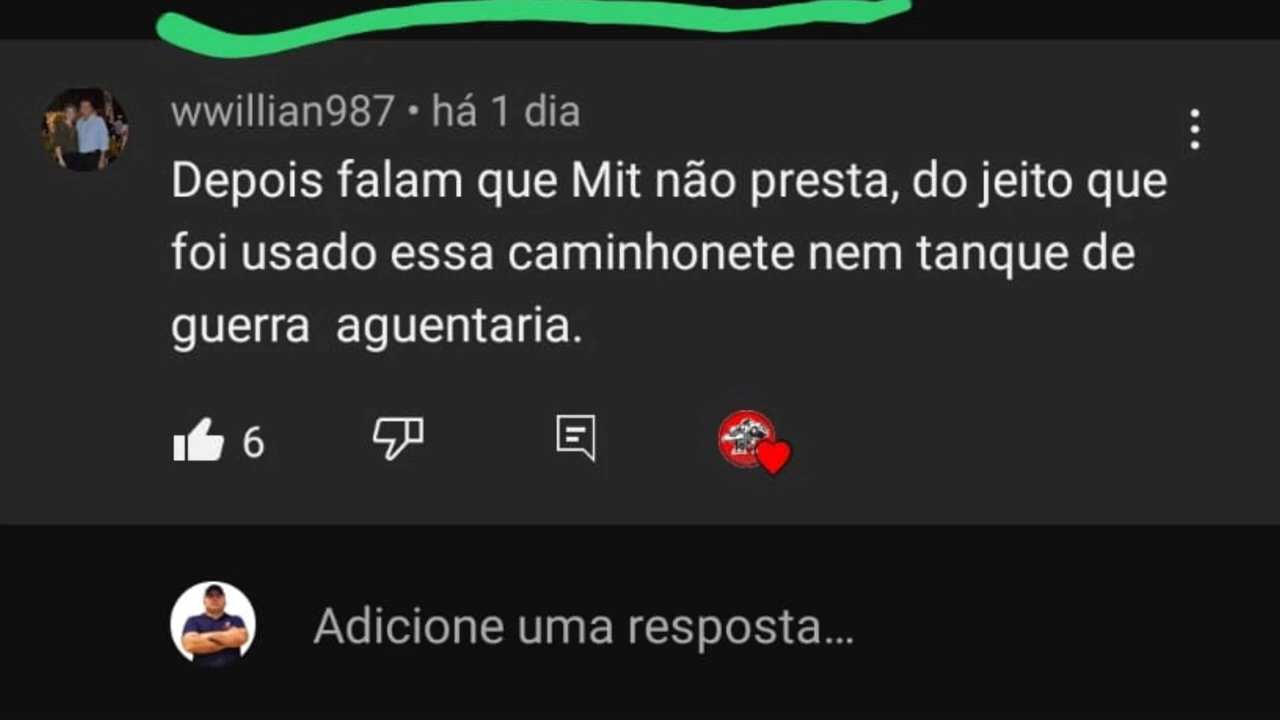 wwillian987 • há 1 dia
Depois falam que Mit não presta, do jeito que
foi usado essa caminhonete nem tanque de
guerra  aguentaria.
6
Adicione uma resposta...